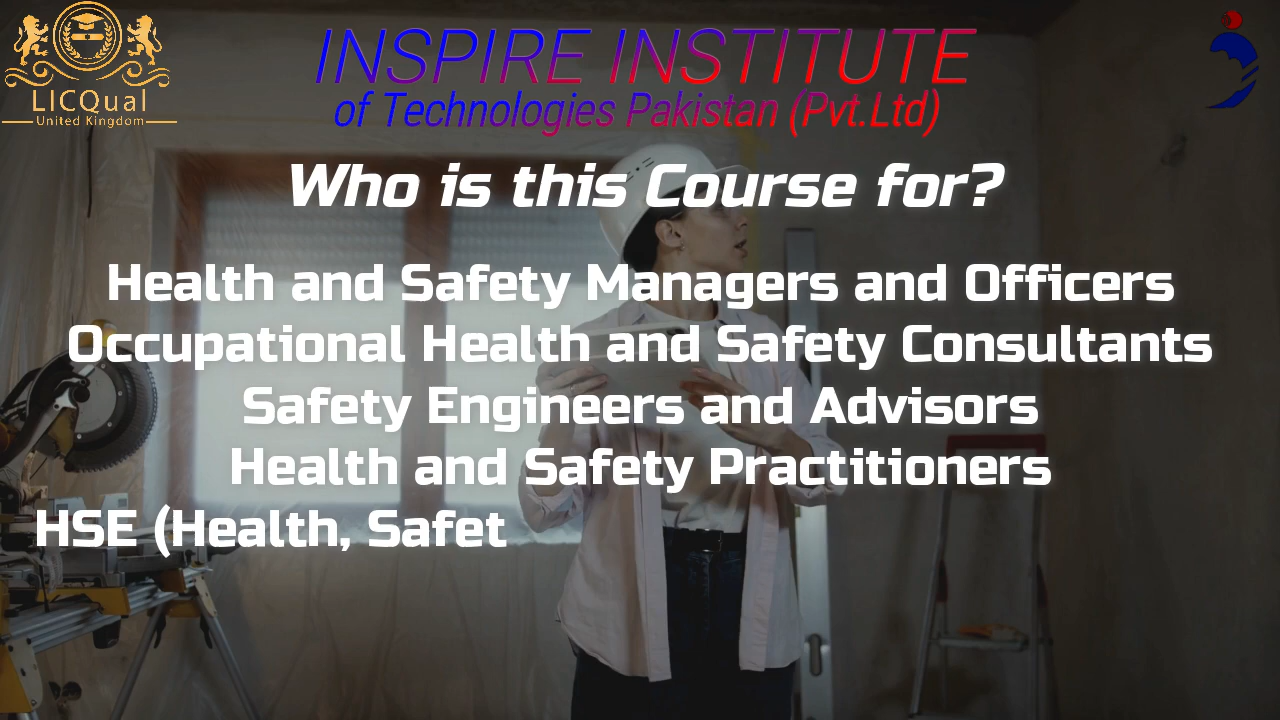 LICQual
United Kingdom
INSPIRE INSTITUTE
of Technologies Pakistan (Pvt.Ltd)
Who is this Course for?
Health and Safety Managers and Officers
Occupational Health and Safety Consultants
Safety Engineers and Advisors
Health and Safety Practitioners
HSE (Health, Safet